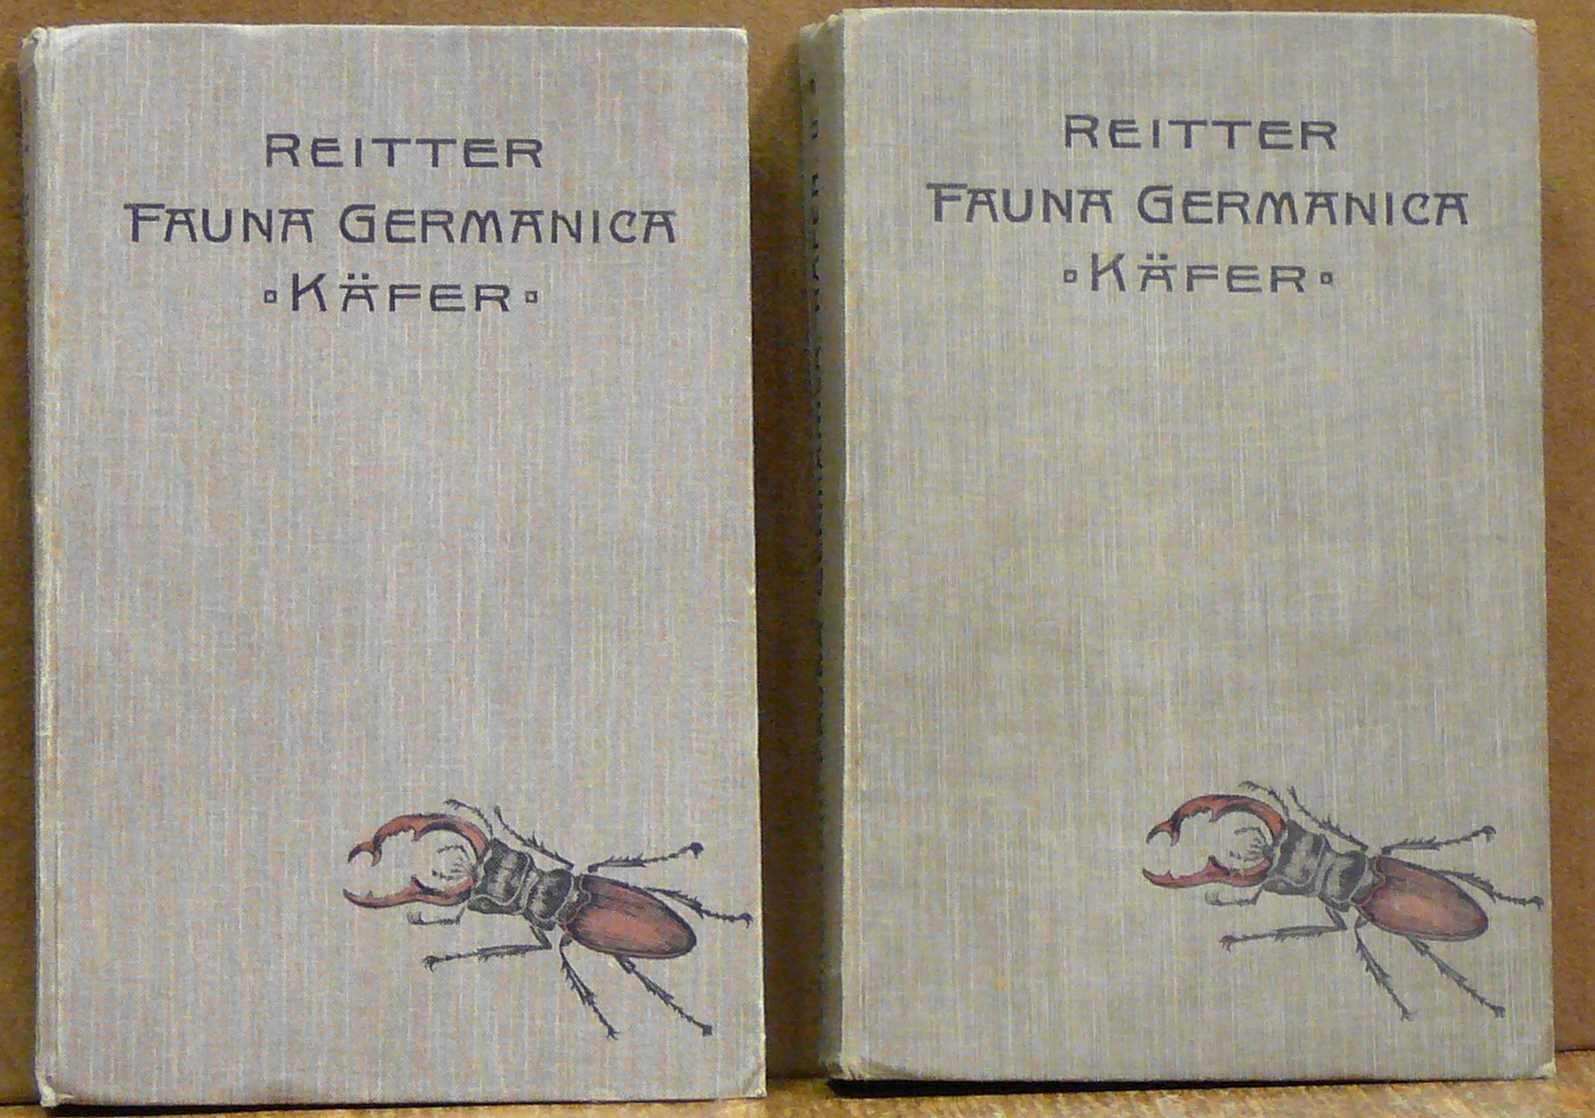 REITTER
FAUNA GERMANICA
KÄFER
REITTER
FAUNA GERMANICA
KÄFER